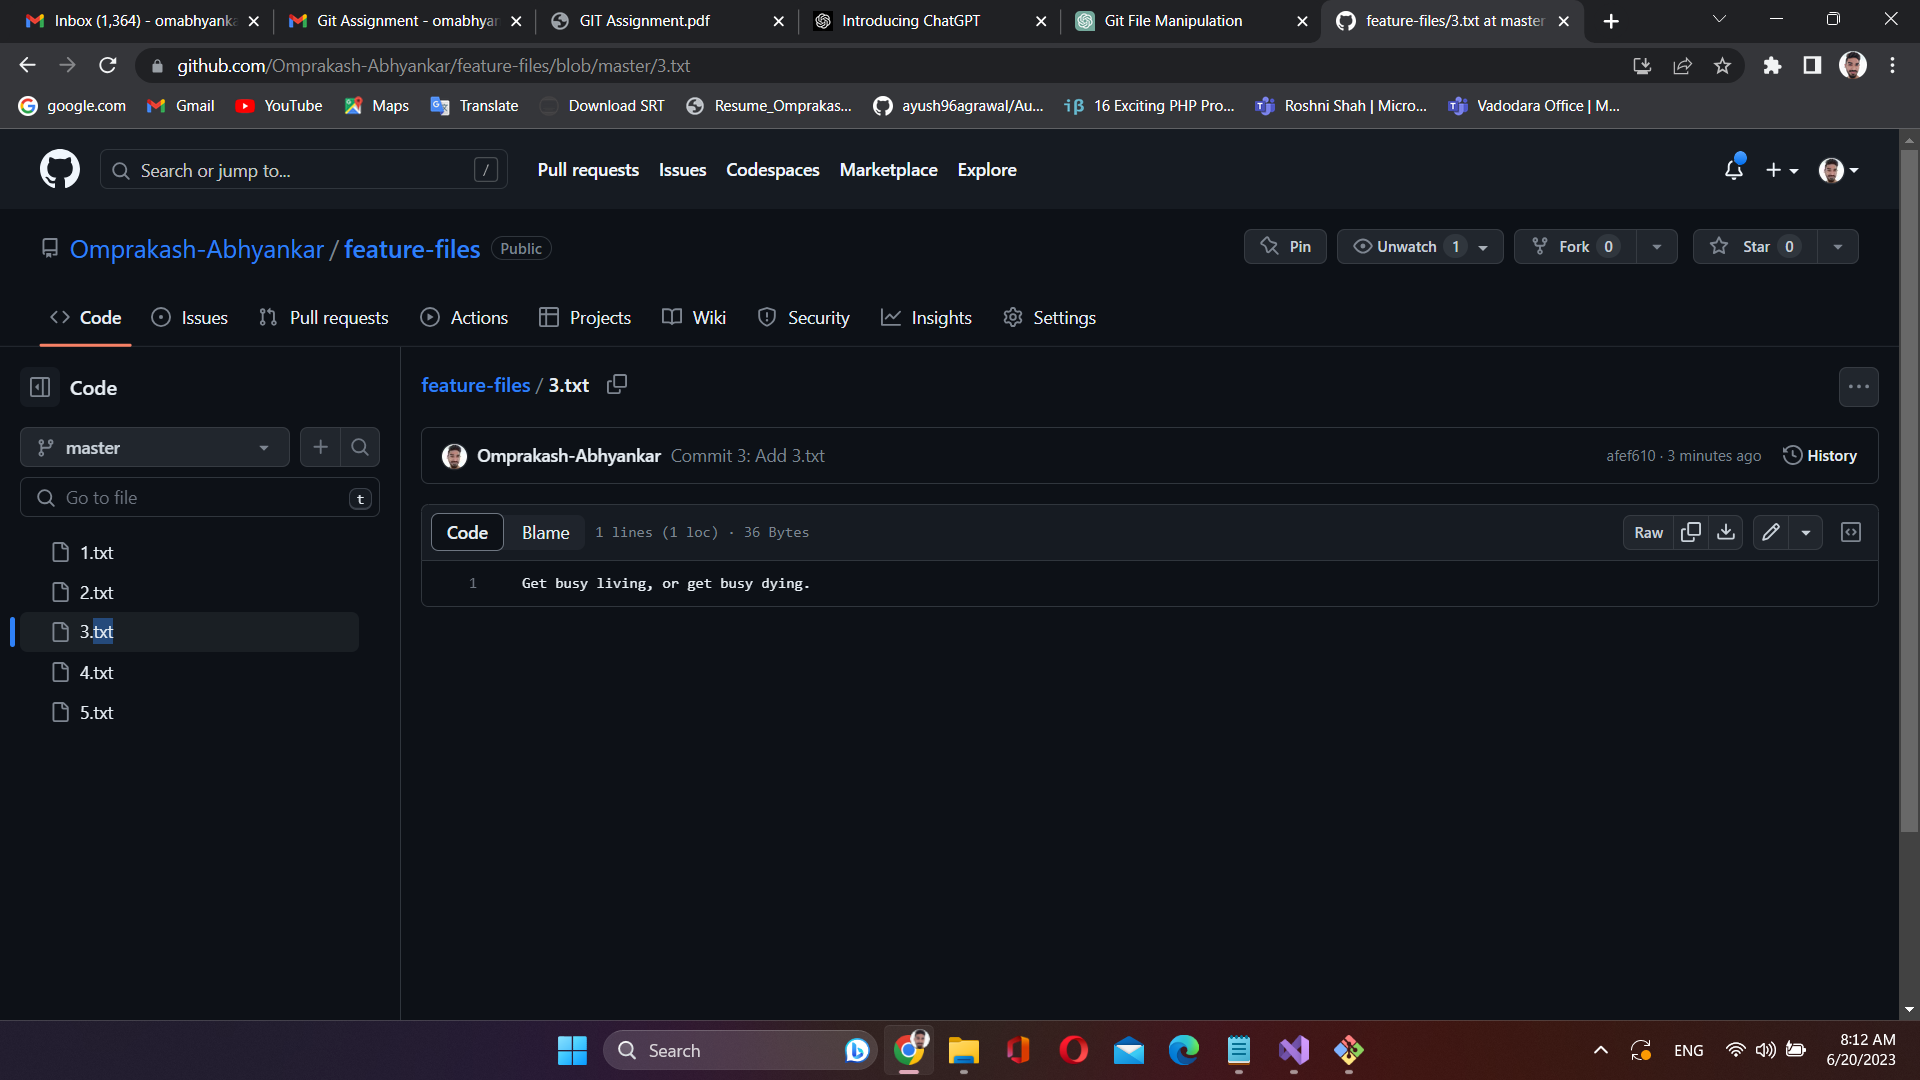 Inbox (1,364) - omabhyanka
Git Assignment - omabhyan
GIT Assignment.pdf
Introducing ChatGPT
Git File Manipulation
feature-files/3.txt at master
github.com/Omprakash-Abhyankar/feature-files/blob/master/3.txt
google.com
Gmail
YouTube
Maps
Translate
Download SRT
Resume_Omprakas...
ayush96agrawal/Au...
16 Exciting PHP Pro...
Roshni Shah | Micro...
Vadodara Office | M...
Search or jump to... /
Pull requests
Issues
Codespaces
Marketplace
Explore
Omprakash-Abhyankar / feature-files Public
Pin
Unwatch 1
Fork 0
Star 0
Code
Issues
Pull requests
Actions
Projects
Wiki
Security
Insights
Settings
Code
master
Go to file t
1.txt
2.txt
3.txt
4.txt
5.txt
feature-files / 3.txt
Omprakash-Abhyankar Commit 3: Add 3.txt
afef610 · 3 minutes ago
History
Code
Blame
1 lines (1 loc) · 36 Bytes
Raw
1 Get busy living, or get busy dying.
Search
ENG
8:12 AM
6/20/2023